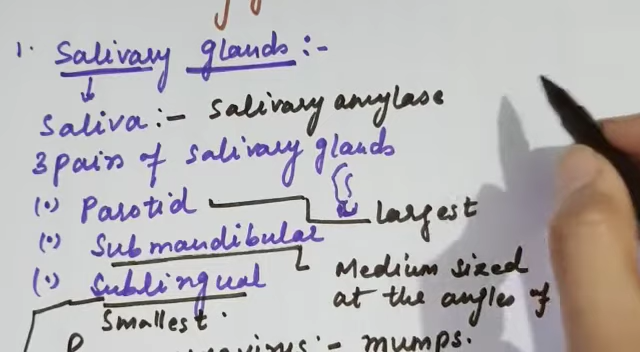 1. Salivary glands :-
Saliva :- Salivary amylase
3 pairs of salivary glands
(•) Parotid
largest
(•) Submandibular
Medium sized
at the angles of
(•) Sublingual
Smallest.
:- mumps.